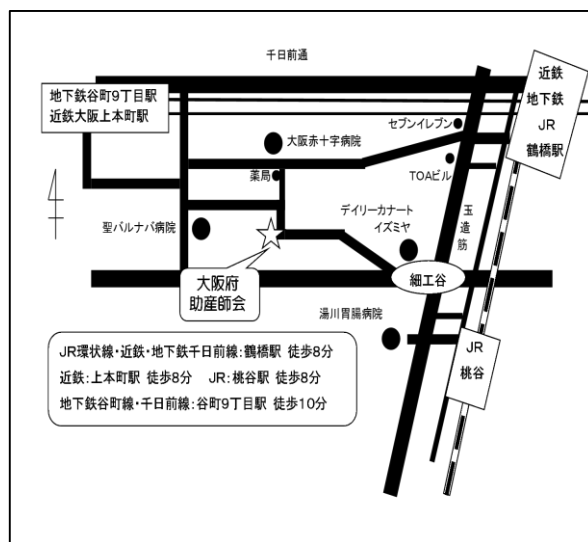 千日前通
近鉄
地下鉄
JR
鶴橋駅
地下鉄谷町9丁目駅
近鉄大阪上本町駅
セブンイレブン
大阪赤十字病院
薬局
TOAビル
デイリーカナート
イズミヤ
玉造筋
聖バルナバ病院
大阪府
助産師会
細工谷
湯川胃腸病院
JR環状線・近鉄・地下鉄千日前線:鶴橋駅 徒歩8分
近鉄:上本町駅 徒歩8分 JR:桃谷駅 徒歩8分
地下鉄谷町線・千日前線:谷町9丁目駅 徒歩10分
JR
桃谷